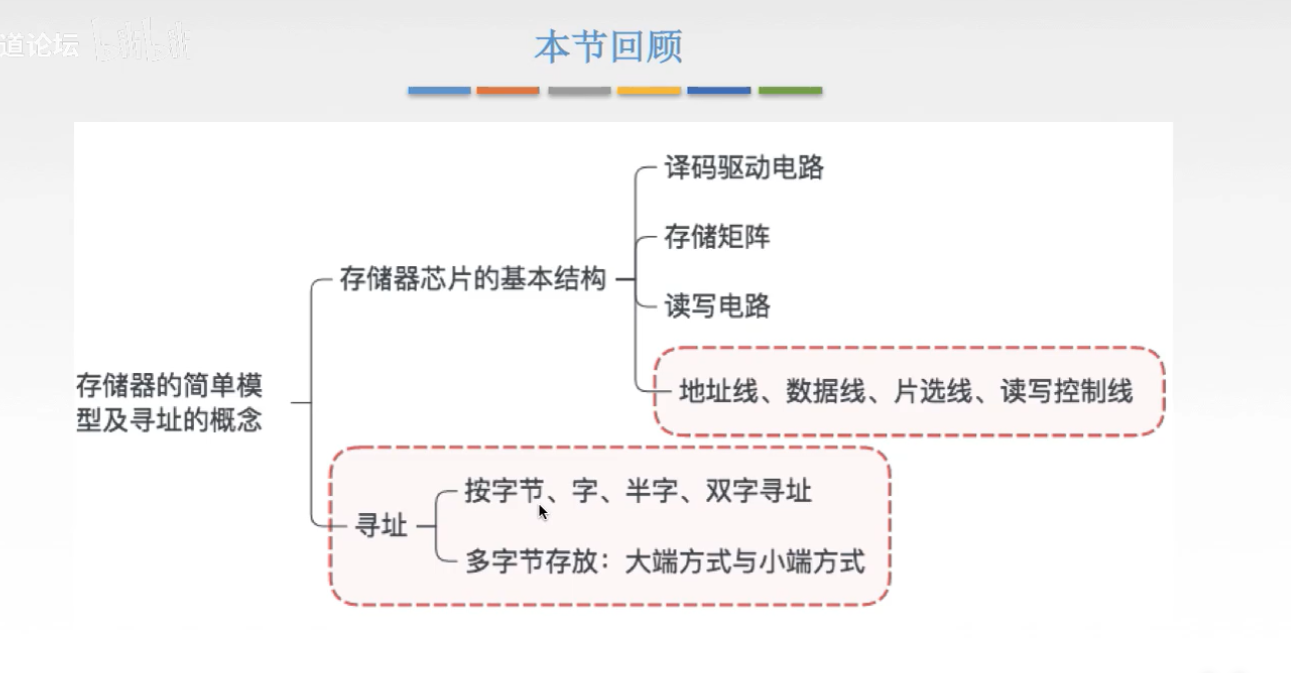 道论坛
本节回顾
译码驱动电路
存储矩阵
存储器芯片的基本结构
读写电路
地址线、数据线、片选线、读写控制线
存储器的简单模
型及寻址的概念
按字节、字、半字、双字寻址
寻址
多字节存放：大端方式与小端方式